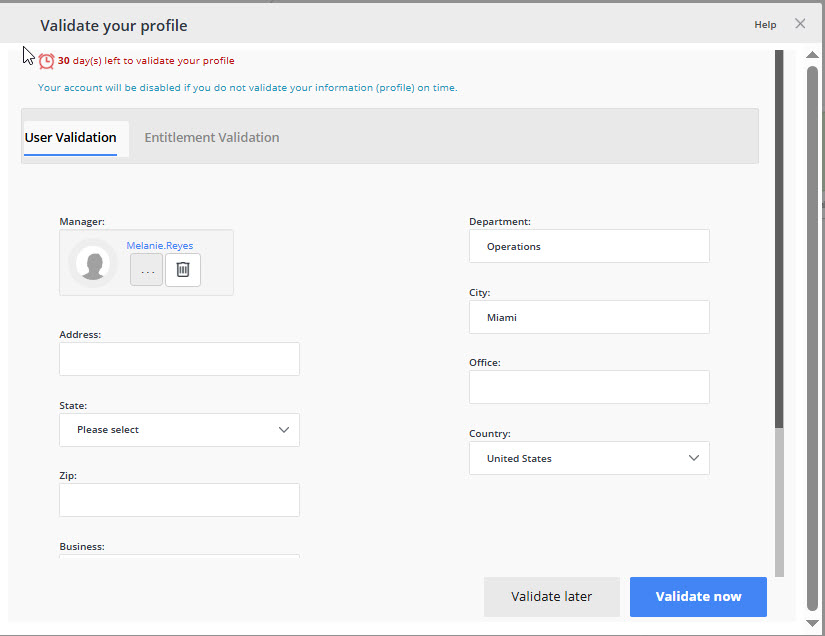 Validate your profile
Help
30 day(s) left to validate your profile
Your account will be disabled if you do not validate your information (profile) on time.
User Validation
Entitlement Validation
Manager:
Melanie.Reyes
...
Address:
State:
Please select
Zip:
Business:
Department:
Operations
City:
Miami
Office:
Country:
United States
Validate later
Validate now